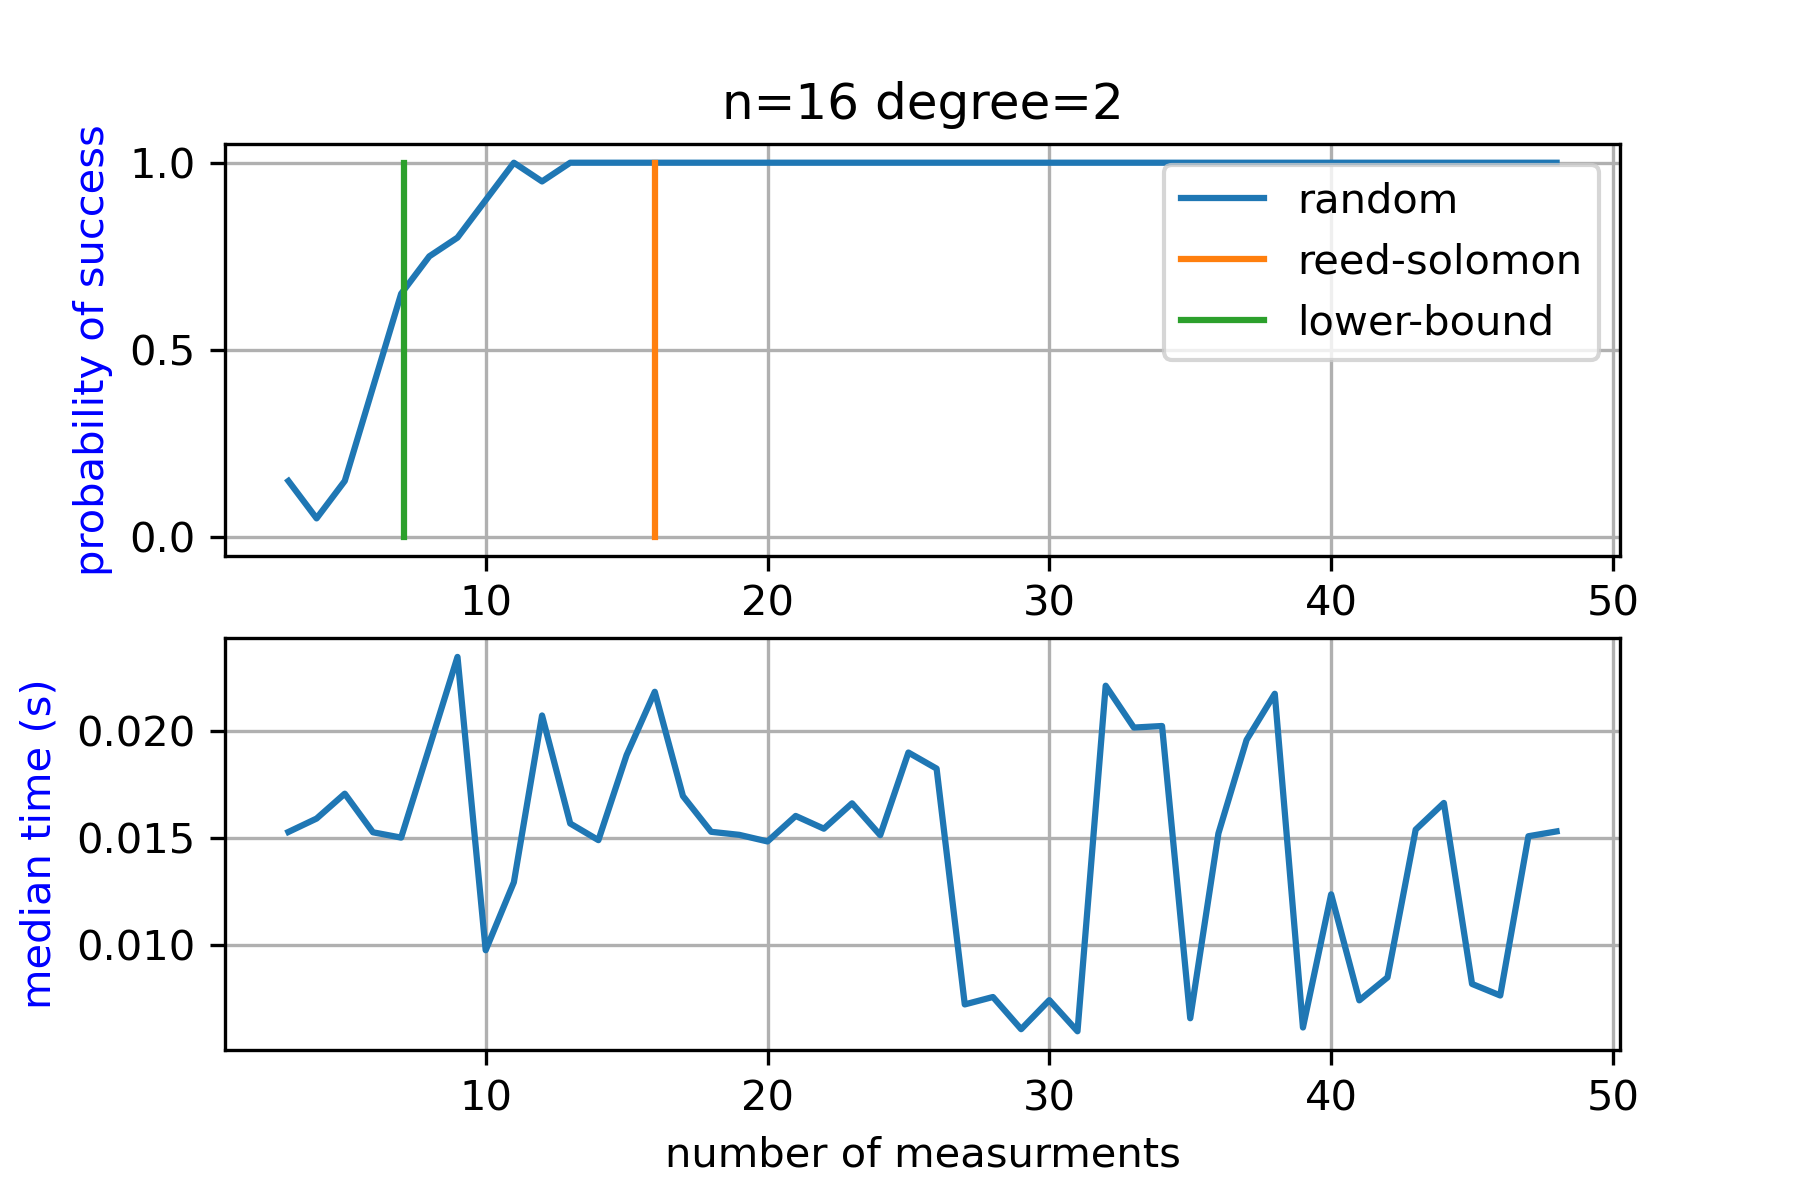 n=16 degree=2
probability of success
1.0
0.5
0.0
random
reed-solomon
lower-bound
10 20 30 40 50
median time (s)
0.020
0.015
0.010
10 20 30 40 50
number of measurments